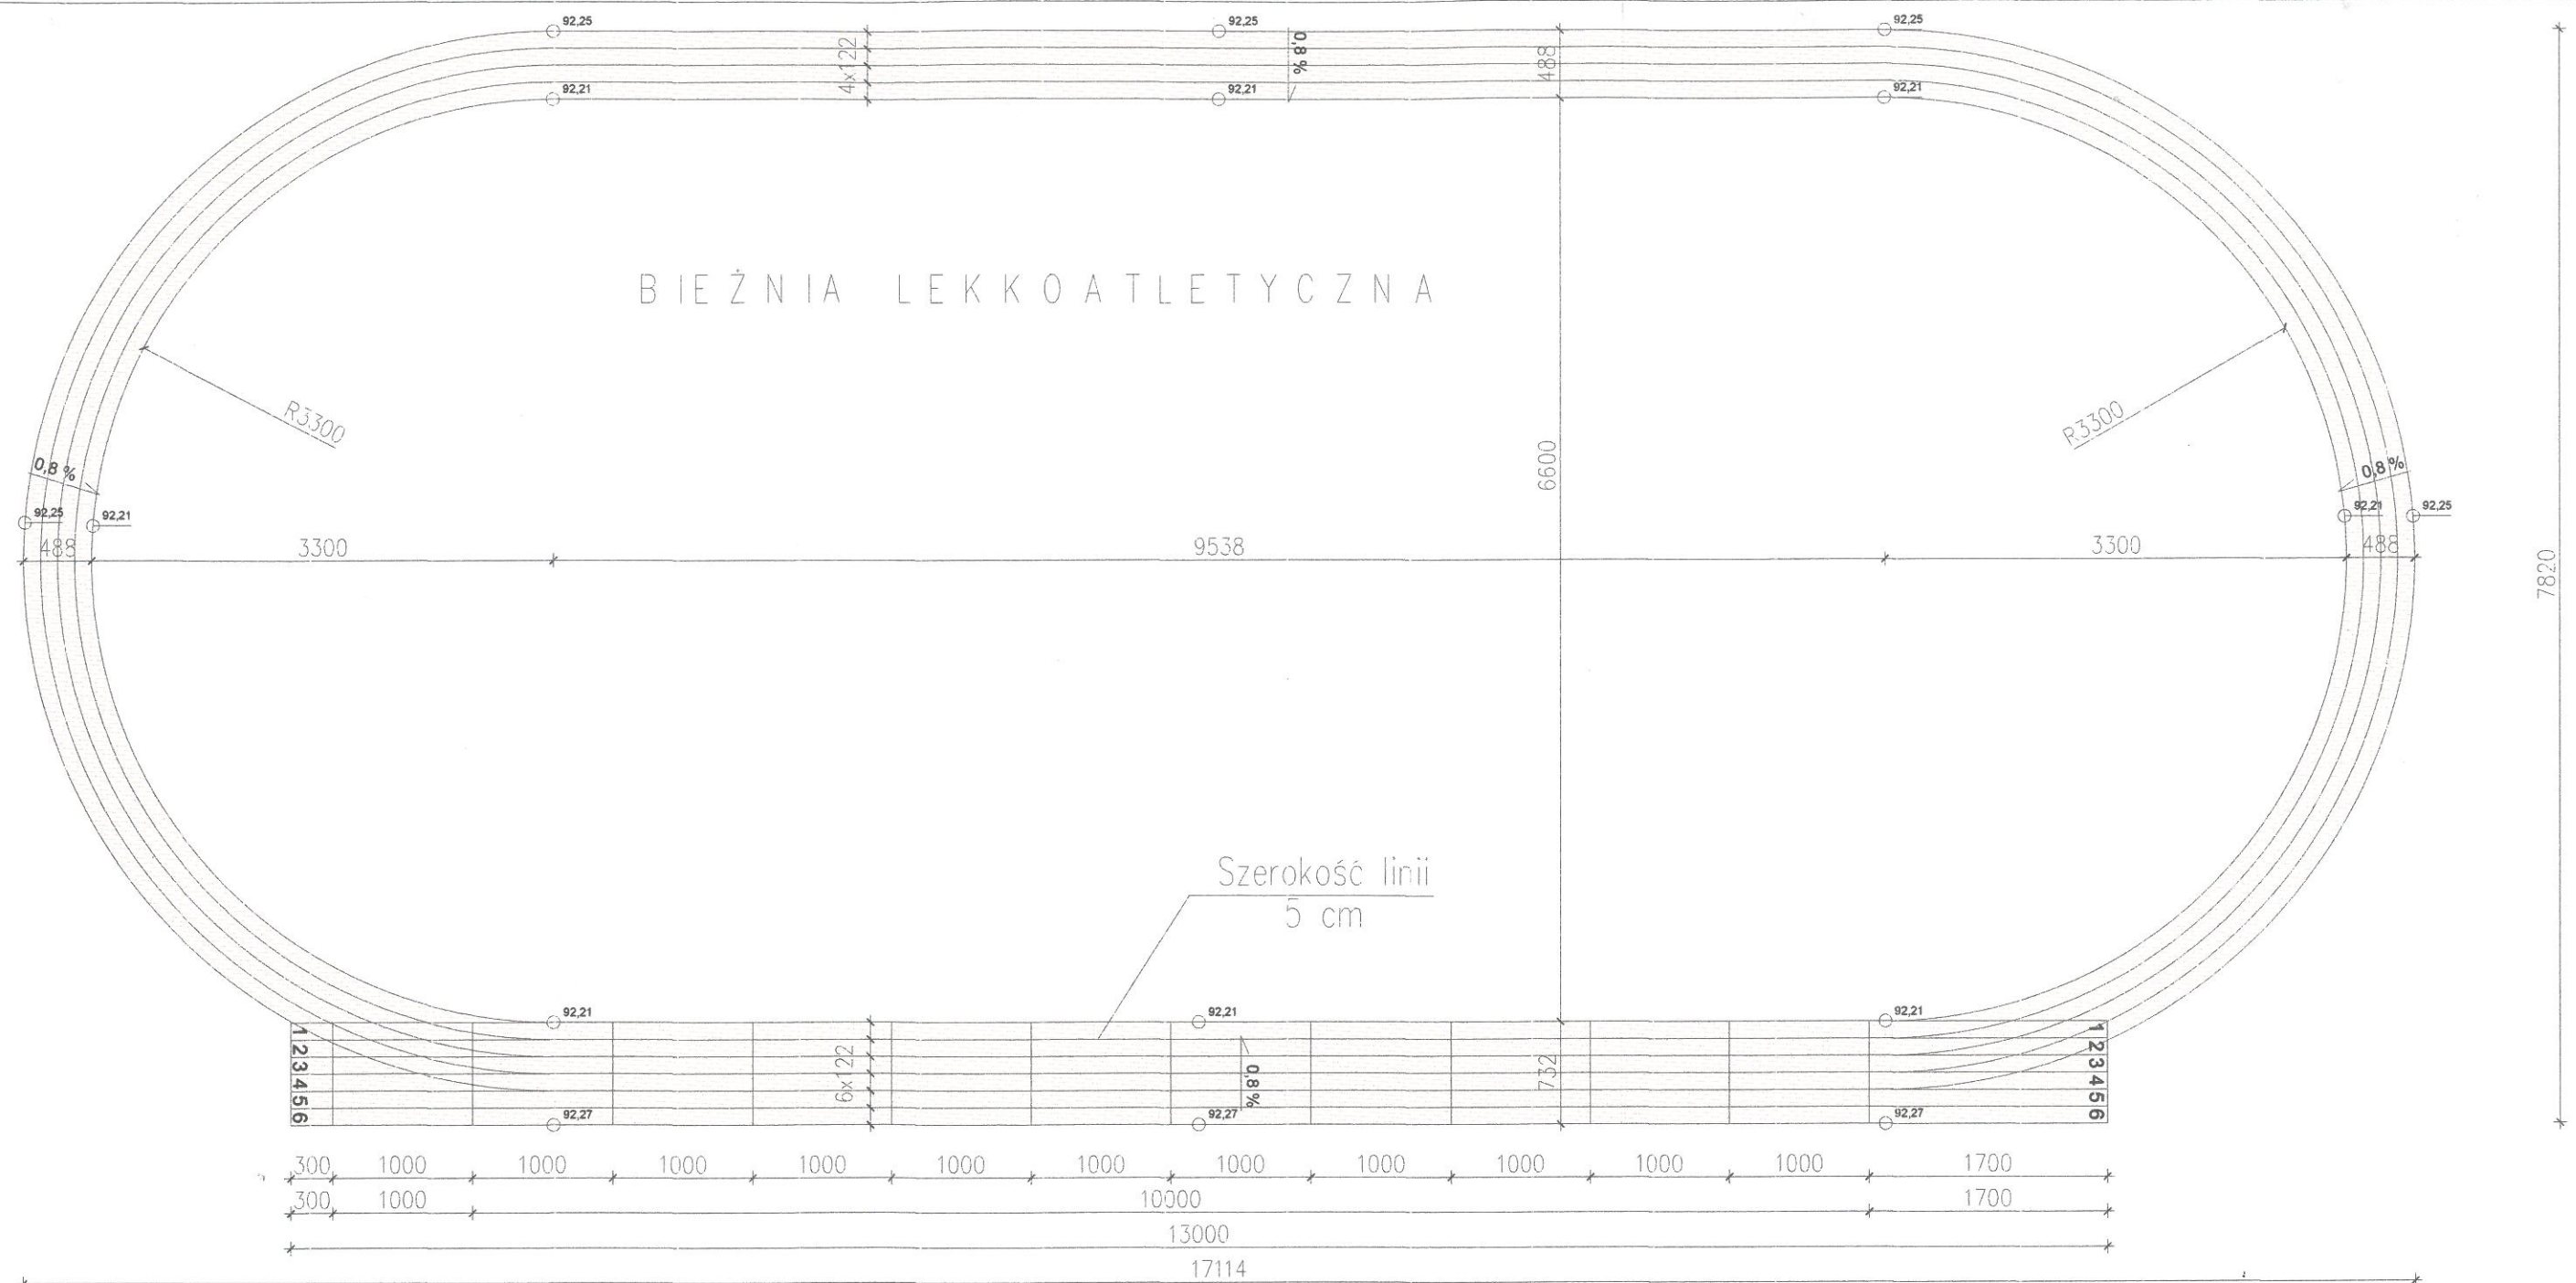 92,25 92,25 92,25
4x122 0,8 % 488
92,21 92,21 92,21
BIEŻNIA LEKKOATLETYCZNA
R3300 R3300
6600
0,8 % 0,8 %
92,25 92,21 92,21 92,25
488 3300 9538 3300 488
7820
Szerokość linii
5 cm
92,21 92,21 92,21
1 1
2 2
3 3
4 4
5 5
6 6
6x122 0,8 % 732
92,27 92,27 92,27
300 1000 1000 1000 1000 1000 1000 1000 1000 1000 1000 1000 1700
300 1000 10000 1700
13000
17114